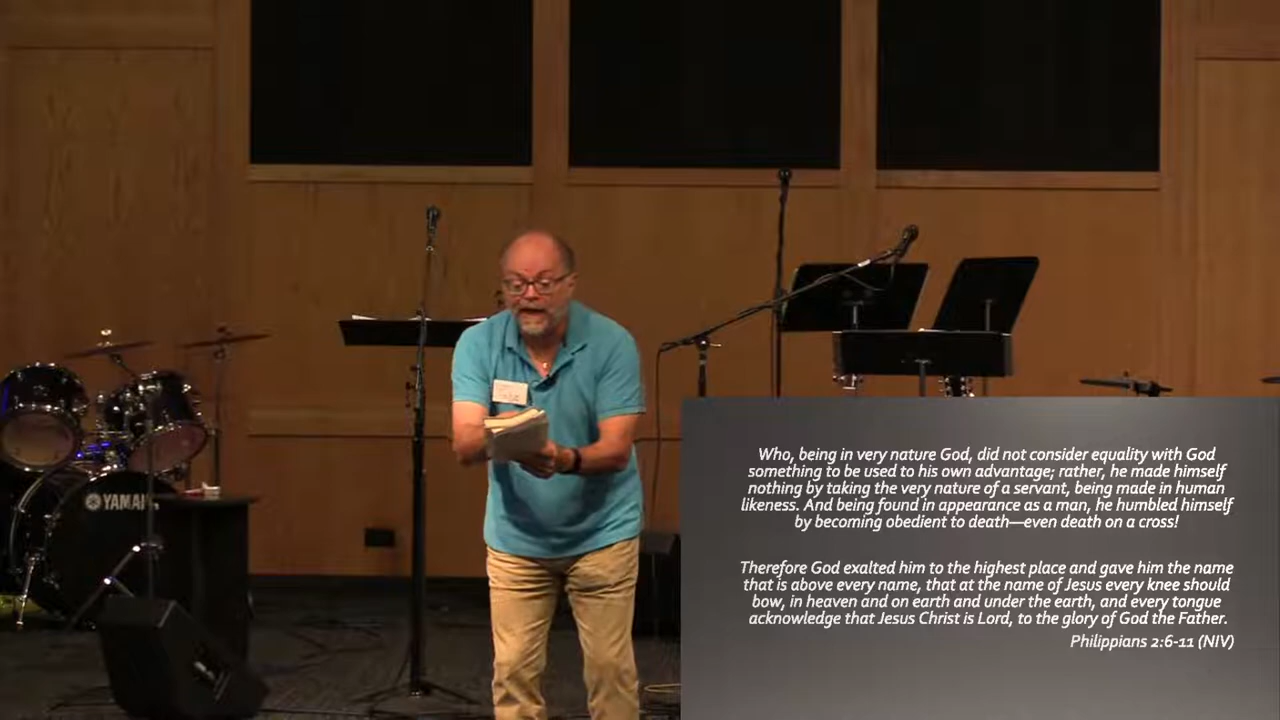 YAMAH
Who, being in very nature God, did not consider equality with God
something to be used to his own advantage; rather, he made himself
nothing by taking the very nature of a servant, being made in human
likeness. And being found in appearance as a man, he humbled himself
by becoming obedient to death—even death on a cross!
Therefore God exalted him to the highest place and gave him the name
that is above every name, that at the name of Jesus every knee should
bow, in heaven and on earth and under the earth, and every tongue
acknowledge that Jesus Christ is Lord, to the glory of God the Father.
Philippians 2:6-11 (NIV)